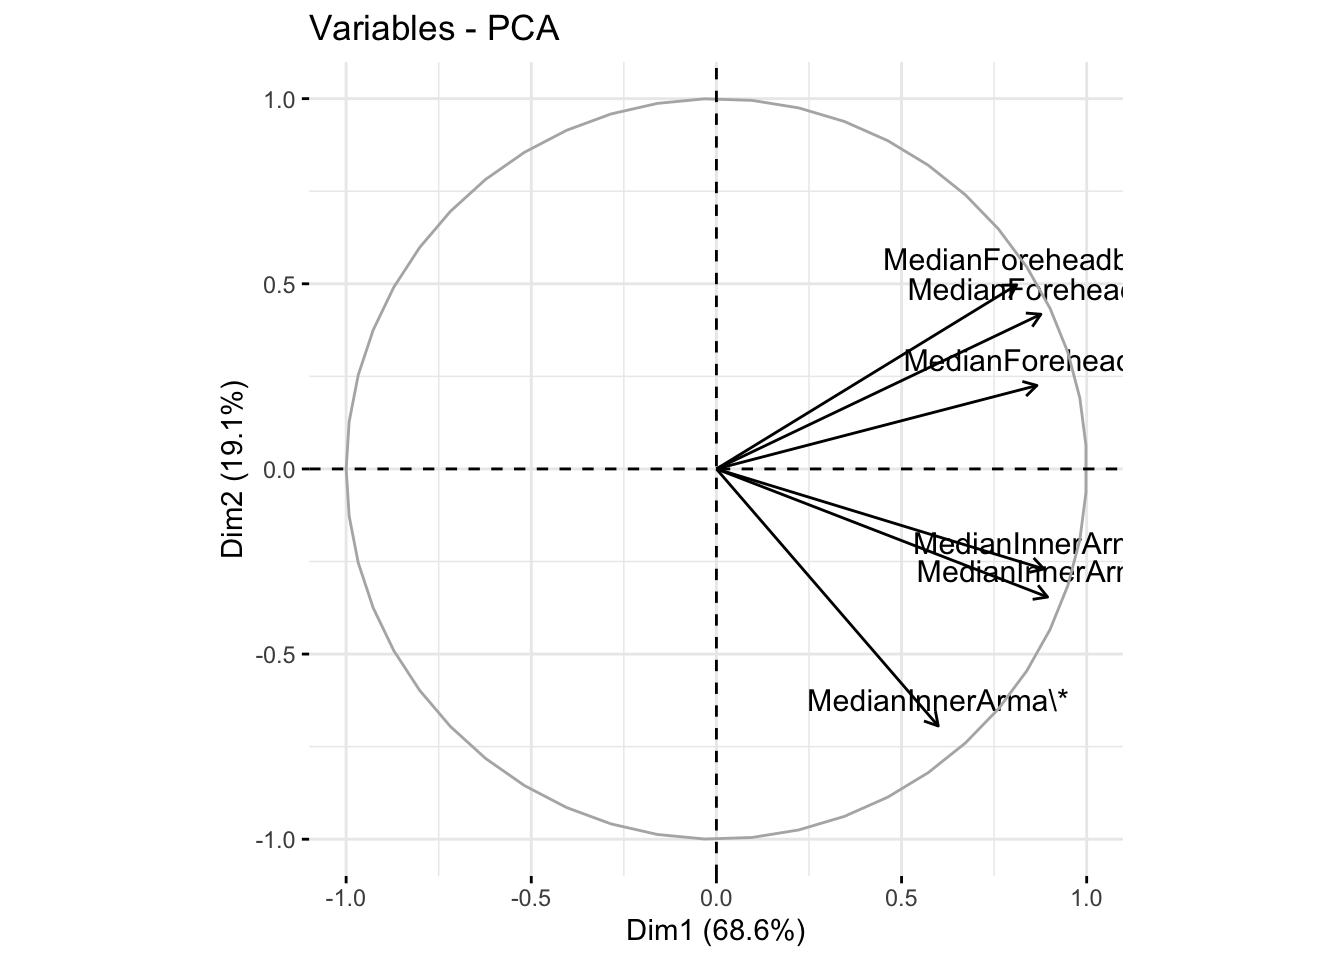 Variables - PCA
1.0
0.5
0.0
-0.5
-1.0
Dim2 (19.1%)
MedianForeheadb
MedianForehead
MedianForehead
MedianInnerArm
MedianInnerArm
MedianInnerArma\*
-1.0
-0.5
0.0
0.5
1.0
Dim1 (68.6%)